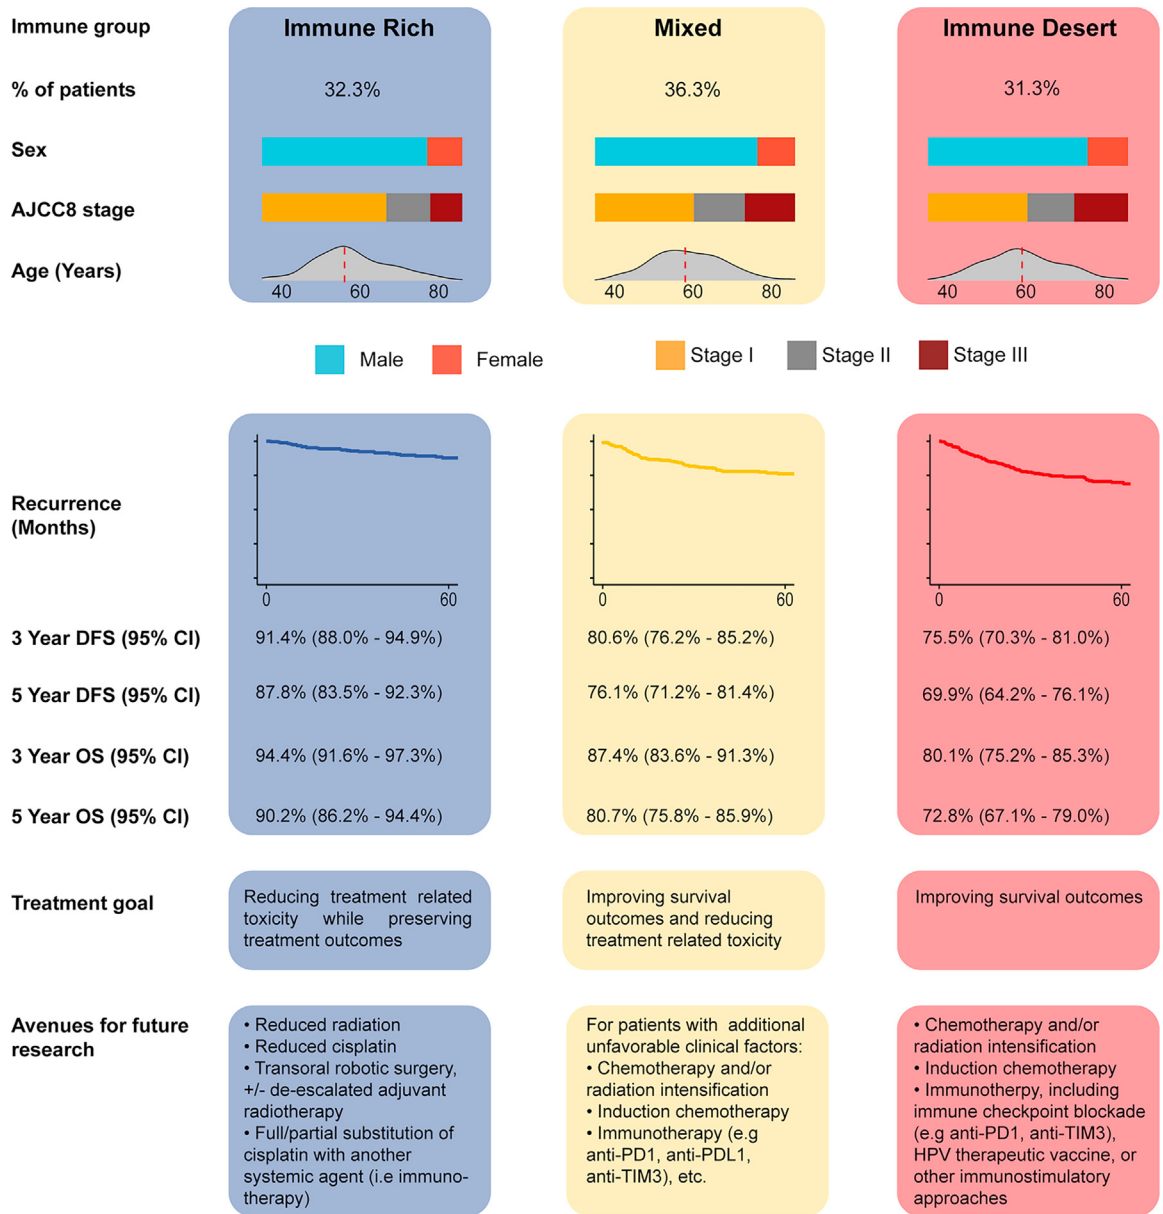 Immune group
Immune Rich
Mixed
Immune Desert
% of patients
32.3%
36.3%
31.3%
Sex
AJCC8 stage
Age (Years)
40 60 80
40 60 80
40 60 80
Male
Female
Stage I
Stage II
Stage III
Recurrence
(Months)
0 60
0 60
0 60
3 Year DFS (95% CI)
91.4% (88.0% - 94.9%)
80.6% (76.2% - 85.2%)
75.5% (70.3% - 81.0%)
5 Year DFS (95% CI)
87.8% (83.5% - 92.3%)
76.1% (71.2% - 81.4%)
69.9% (64.2% - 76.1%)
3 Year OS (95% CI)
94.4% (91.6% - 97.3%)
87.4% (83.6% - 91.3%)
80.1% (75.2% - 85.3%)
5 Year OS (95% CI)
90.2% (86.2% - 94.4%)
80.7% (75.8% - 85.9%)
72.8% (67.1% - 79.0%)
Treatment goal
Reducing treatment related
toxicity while preserving
treatment outcomes
Improving survival
outcomes and reducing
treatment related toxicity
Improving survival outcomes
Avenues for future
research
• Reduced radiation
• Reduced cisplatin
• Transoral robotic surgery,
+/- de-escalated adjuvant
radiotherapy
• Full/partial substitution of
cisplatin with another
systemic agent (i.e immuno-
therapy)
For patients with additional
unfavorable clinical factors:
• Chemotherapy and/or
radiation intensification
• Induction chemotherapy
• Immunotherapy (e.g
anti-PD1, anti-PDL1,
anti-TIM3), etc.
• Chemotherapy and/or
radiation intensification
• Induction chemotherapy
• Immunotherpy, including
immune checkpoint blockade
(e.g anti-PD1, anti-TIM3),
HPV therapeutic vaccine, or
other immunostimulatory
approaches